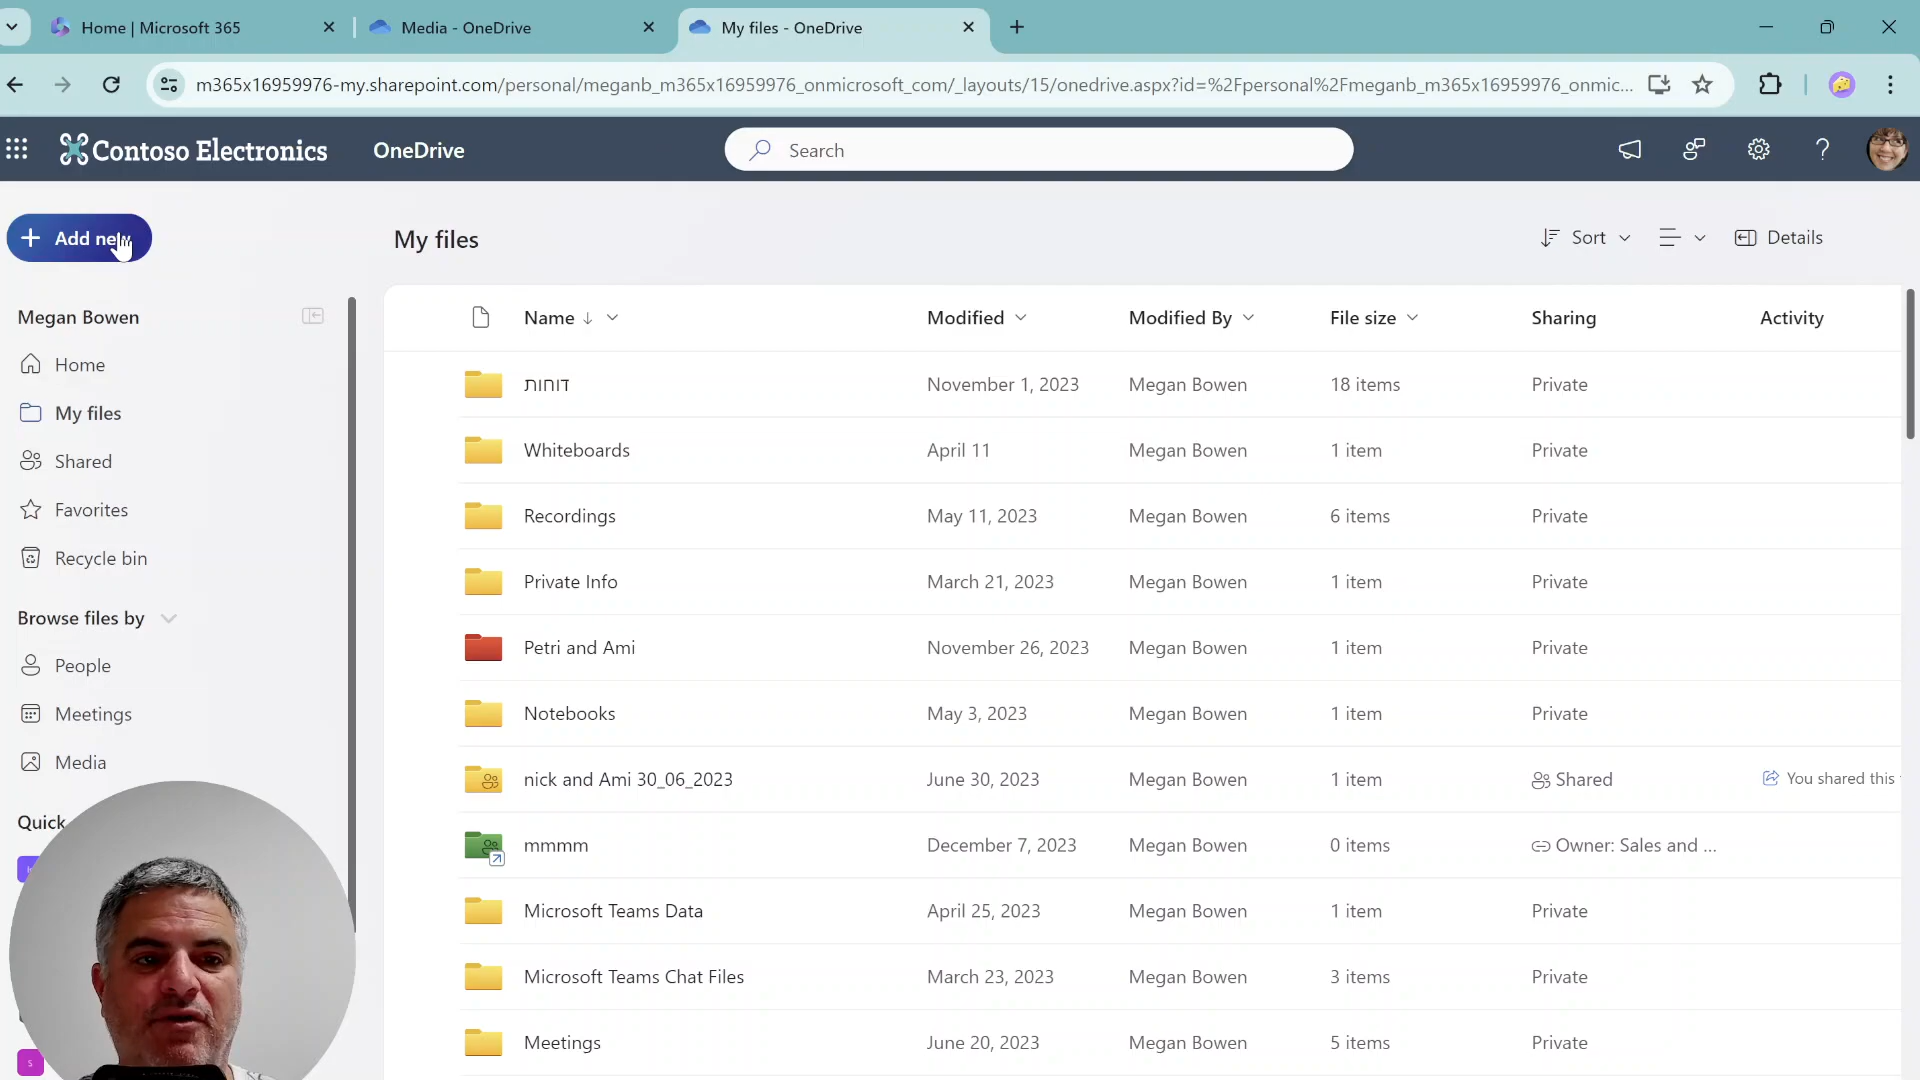 Home | Microsoft 365
Media - OneDrive
My files - OneDrive
m365x16959976-my.sharepoint.com/personal/meganb_m365x16959976_onmicrosoft_com/_layouts/15/onedrive.aspx?id=%2Fpersonal%2Fmeganb_m365x16959976_onmic...
Contoso Electronics
OneDrive
Search
Add new
My files
Sort
Details
Megan Bowen
Home
My files
Shared
Favorites
Recycle bin
Browse files by
People
Meetings
Media
Quick
S
Name Modified Modified By File size Sharing Activity
דוחות November 1, 2023 Megan Bowen 18 items Private
Whiteboards April 11 Megan Bowen 1 item Private
Recordings May 11, 2023 Megan Bowen 6 items Private
Private Info March 21, 2023 Megan Bowen 1 item Private
Petri and Ami November 26, 2023 Megan Bowen 1 item Private
Notebooks May 3, 2023 Megan Bowen 1 item Private
nick and Ami 30_06_2023 June 30, 2023 Megan Bowen 1 item Shared You shared this
mmmm December 7, 2023 Megan Bowen 0 items Owner: Sales and ...
Microsoft Teams Data April 25, 2023 Megan Bowen 1 item Private
Microsoft Teams Chat Files March 23, 2023 Megan Bowen 3 items Private
Meetings June 20, 2023 Megan Bowen 5 items Private